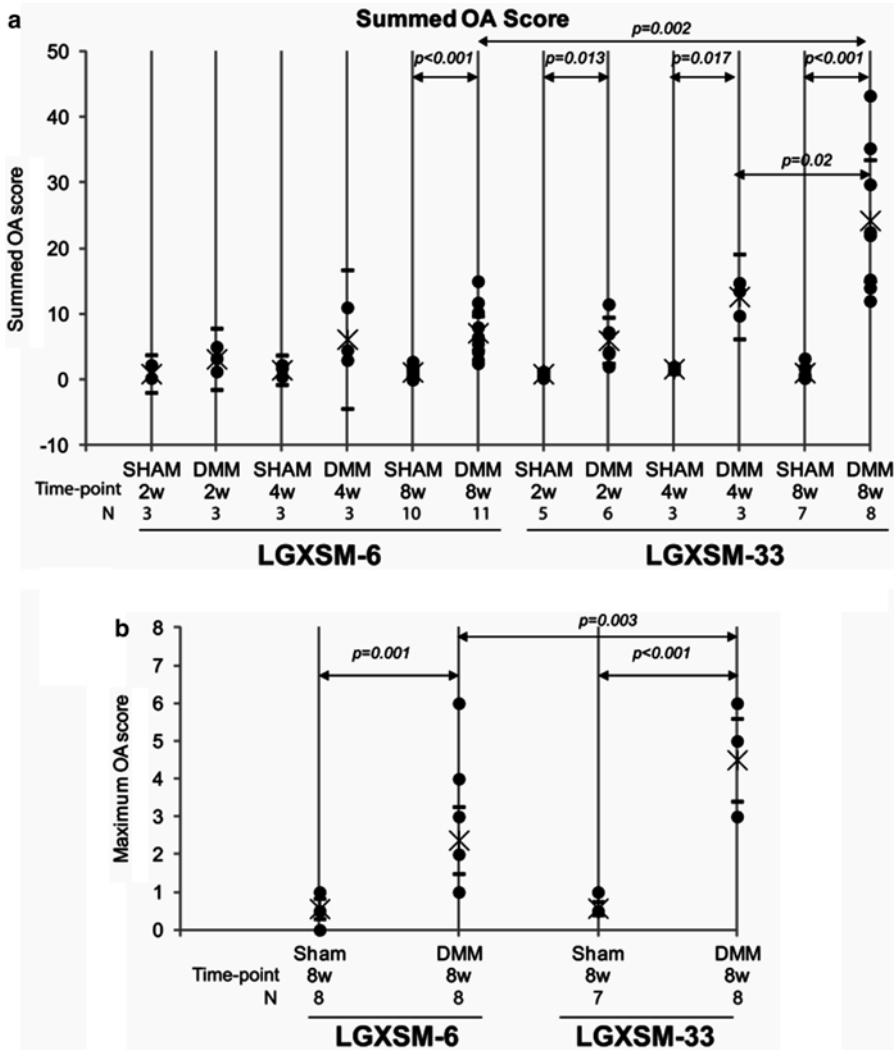 a
Summed OA Score
p=0.002
p<0.001 p=0.013 p=0.017 p<0.001
p=0.02
Summed OA score
50
40
30
20
10
0
-10
SHAM DMM SHAM DMM SHAM DMM SHAM DMM SHAM DMM SHAM DMM
Time-point 2w 2w 4w 4w 8w 8w 2w 2w 4w 4w 8w 8w
N 3 3 3 3 10 11 5 6 3 3 7 8
LGXSM-6 LGXSM-33
b
p=0.003
p=0.001 p<0.001
Maximum OA score
8
7
6
5
4
3
2
1
0
Sham DMM Sham DMM
Time-point 8w 8w 8w 8w
N 8 8 7 8
LGXSM-6 LGXSM-33